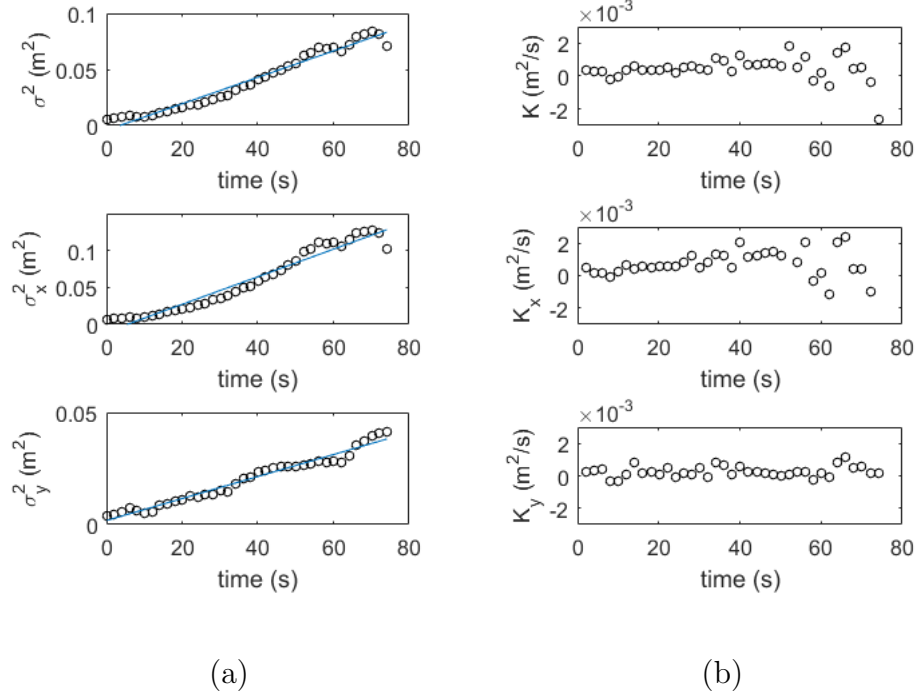 0.1
0.05
0
σ² (m²)
0 20 40 60 80
time (s)
×10⁻³
2
0
-2
K (m²/s)
0 20 40 60 80
time (s)
0.1
0.05
0
σ²ₓ (m²)
0 20 40 60 80
time (s)
×10⁻³
2
0
-2
Kₓ (m²/s)
0 20 40 60 80
time (s)
0.05
0
σ²_y (m²)
0 20 40 60 80
time (s)
×10⁻³
2
0
-2
K_y (m²/s)
0 20 40 60 80
time (s)
(a)
(b)